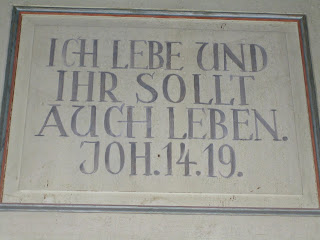 ICH LEBE UND
IHR SOLLT
AUCH LEBEN.
JOH.14.19.